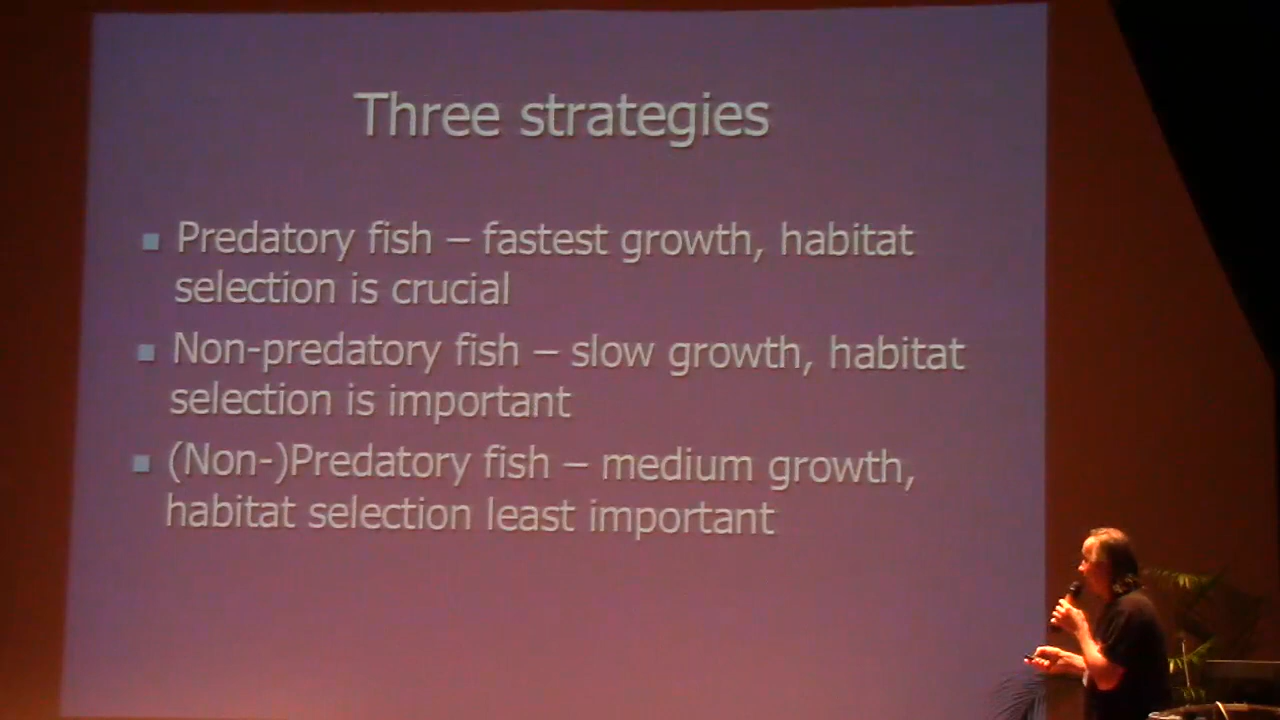 Three strategies
Predatory fish – fastest growth, habitat
selection is crucial
Non-predatory fish – slow growth, habitat
selection is important
(Non-)Predatory fish – medium growth,
habitat selection least important